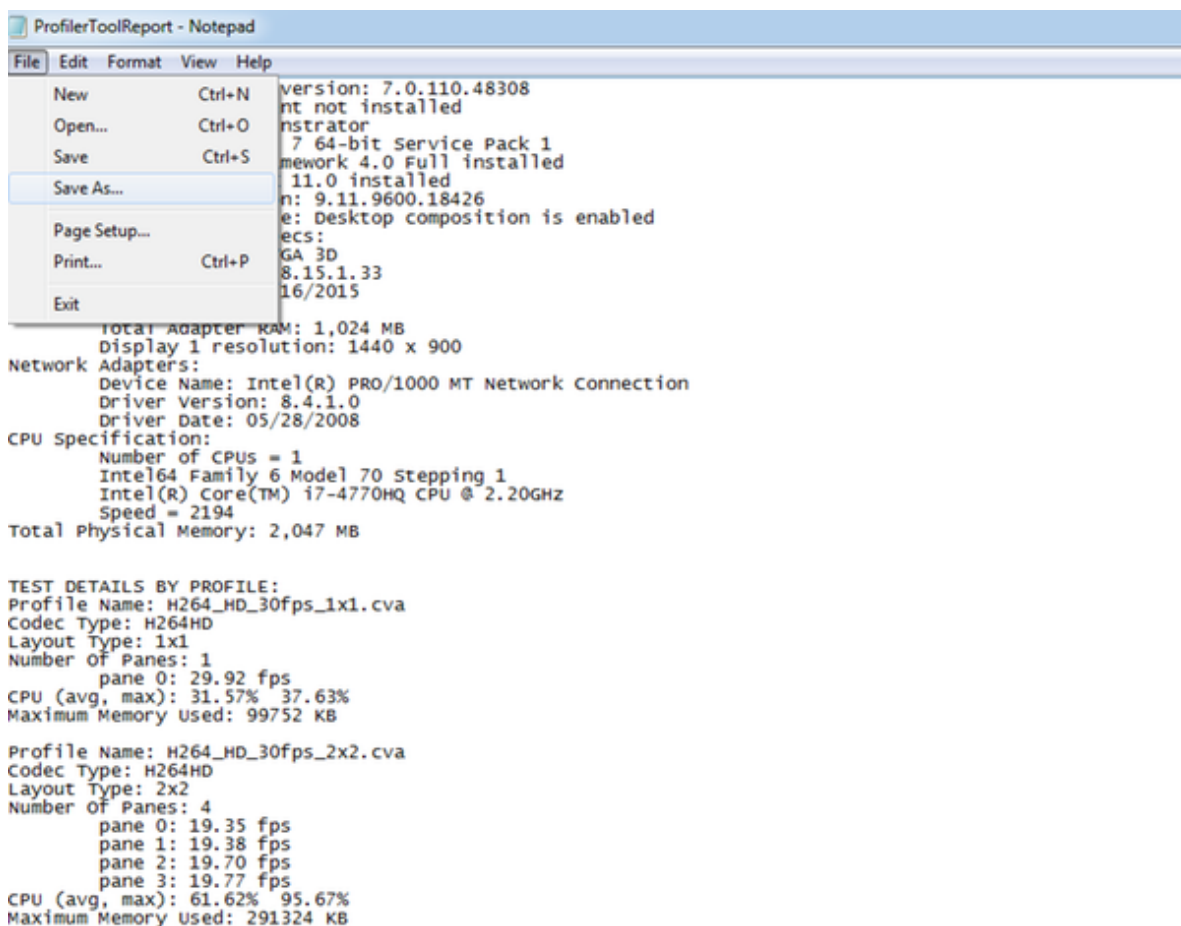 ProfilerToolReport - Notepad
File Edit Format View Help
New Ctrl+N
Open... Ctrl+O
Save Ctrl+S
Save As...
Page Setup...
Print... Ctrl+P
Exit
version: 7.0.110.48308
nt not installed
nstrator
7 64-bit Service Pack 1
mework 4.0 Full installed
11.0 installed
n: 9.11.9600.18426
e: Desktop composition is enabled
ecs:
GA 3D
8.15.1.33
16/2015
Total Adapter RAM: 1,024 MB
Display 1 resolution: 1440 x 900
Network Adapters:
Device Name: Intel(R) PRO/1000 MT Network Connection
Driver Version: 8.4.1.0
Driver Date: 05/28/2008
CPU Specification:
Number of CPUs = 1
Intel64 Family 6 Model 70 Stepping 1
Intel(R) Core(TM) i7-4770HQ CPU @ 2.20GHz
Speed = 2194
Total Physical Memory: 2,047 MB
TEST DETAILS BY PROFILE:
Profile Name: H264_HD_30fps_1x1.cva
Codec Type: H264HD
Layout Type: 1x1
Number Of Panes: 1
pane 0: 29.92 fps
CPU (avg, max): 31.57% 37.63%
Maximum Memory Used: 99752 KB
Profile Name: H264_HD_30fps_2x2.cva
Codec Type: H264HD
Layout Type: 2x2
Number Of Panes: 4
pane 0: 19.35 fps
pane 1: 19.38 fps
pane 2: 19.70 fps
pane 3: 19.77 fps
CPU (avg, max): 61.62% 95.67%
Maximum Memory Used: 291324 KB